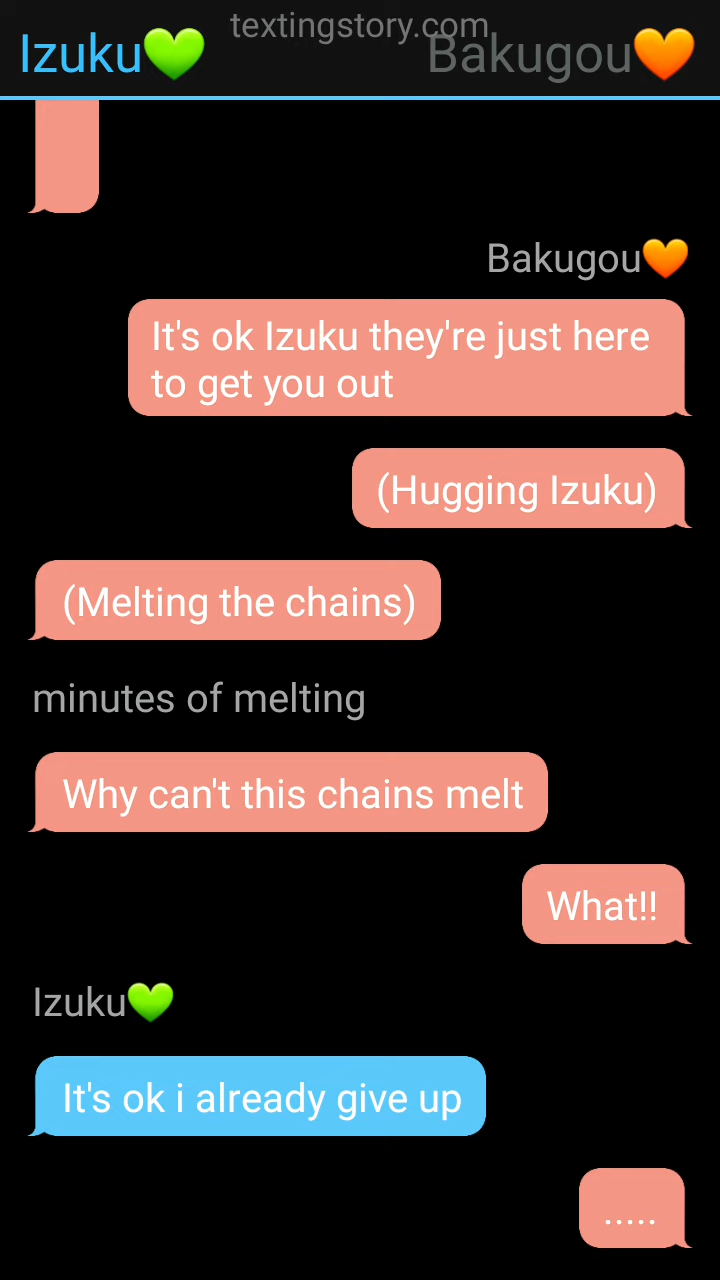 textingstory.com
Izuku💚 Bakugou🧡
Bakugou🧡
It's ok Izuku they're just here
to get you out
(Hugging Izuku)
(Melting the chains)
minutes of melting
Why can't this chains melt
What!!
Izuku💚
It's ok i already give up
.....